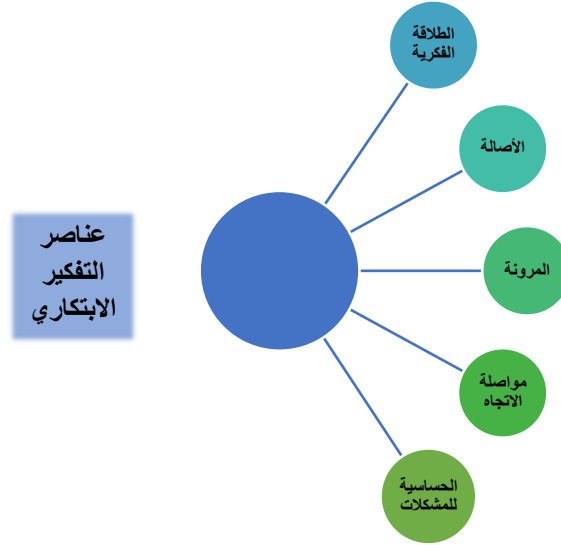 عناصر
التفكير
الابتكاري
الطلاقة
الفكرية
الأصالة
المرونة
مواصلة
الاتجاه
الحساسية
للمشكلات